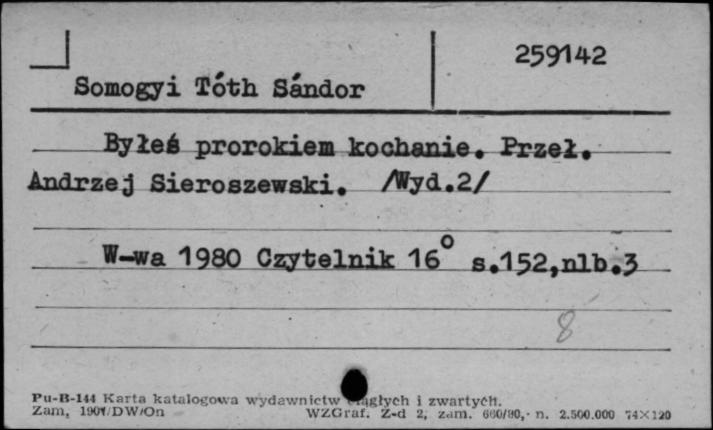 259142
Somogyi Tóth Sándor
Byłeś prorokiem kochanie. Przeł.
Andrzej Sieroszewski. /Wyd.2/
W-wa 1980 Czytelnik 16° s.152,nlb.3
8
Pu-B-144 Karta katalogowa wydawnictw ciągłych i zwartych.
Zam, /DW/On WZGraf. Z-d 2, zam. 660/80, n. 2.500.000 74×120